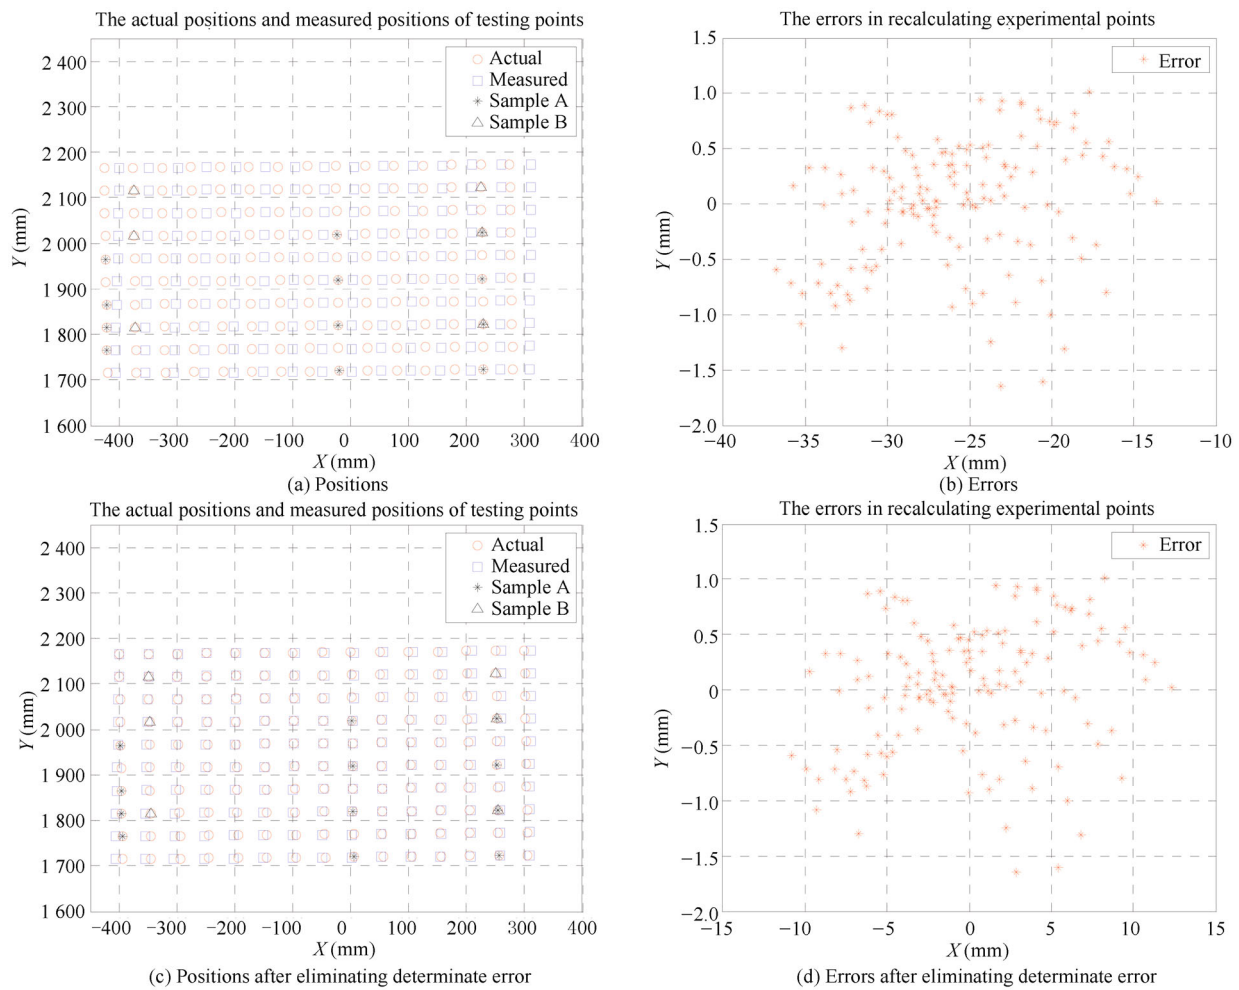 The actual positions and measured positions of testing points
2 400
2 300
2 200
2 100
2 000
1 900
1 800
1 700
1 600
Y (mm)
Actual
Measured
Sample A
Sample B
−400 −300 −200 −100 0 100 200 300 400
X (mm)
(a) Positions
The errors in recalculating experimental points
1.5
1.0
0.5
0
−0.5
−1.0
−1.5
−2.0
Y (mm)
Error
−40 −35 −30 −25 −20 −15 −10
X (mm)
(b) Errors
The actual positions and measured positions of testing points
2 400
2 300
2 200
2 100
2 000
1 900
1 800
1 700
1 600
Y (mm)
Actual
Measured
Sample A
Sample B
−400 −300 −200 −100 0 100 200 300 400
X (mm)
(c) Positions after eliminating determinate error
The errors in recalculating experimental points
1.5
1.0
0.5
0
−0.5
−1.0
−1.5
−2.0
Y (mm)
Error
−15 −10 −5 0 5 10 15
X (mm)
(d) Errors after eliminating determinate error